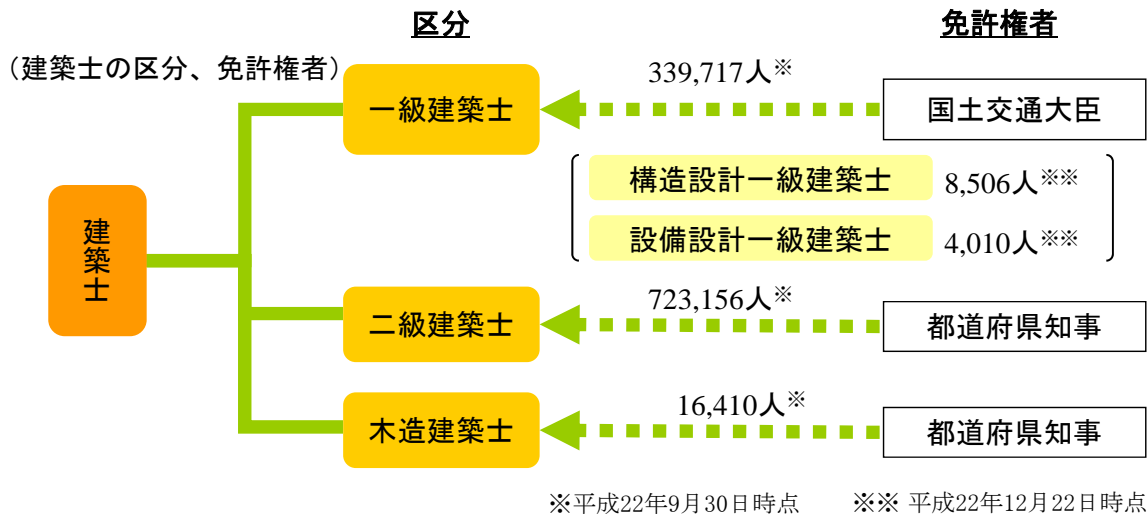 区分
免許権者
(建築士の区分、免許権者)
339,717人※
一級建築士
国土交通大臣
構造設計一級建築士
8,506人※※
設備設計一級建築士
4,010人※※
建築士
723,156人※
二級建築士
都道府県知事
16,410人※
木造建築士
都道府県知事
※平成22年9月30日時点
※※ 平成22年12月22日時点